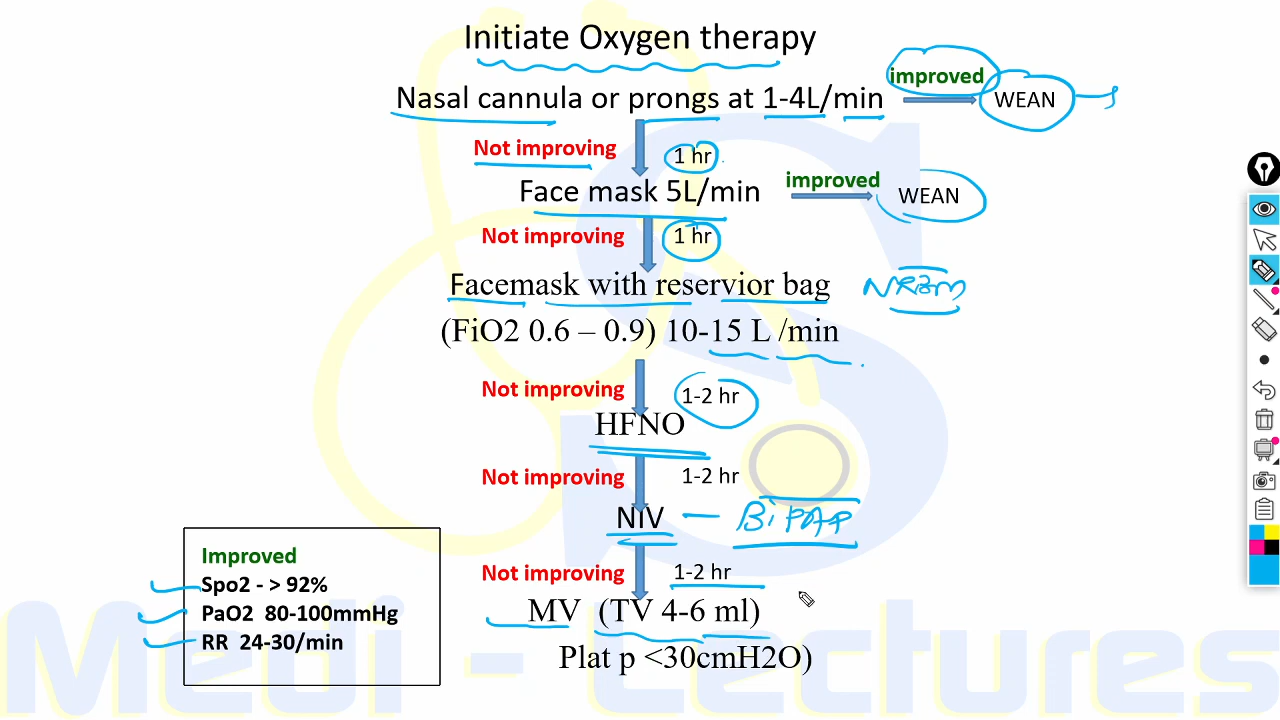 Initiate Oxygen therapy
Nasal cannula or prongs at 1-4L/min improved WEAN
Not improving 1 hr
Face mask 5L/min improved WEAN
Not improving 1 hr
Facemask with reservior bag NRBM
(FiO2 0.6 – 0.9) 10-15 L /min
Not improving 1-2 hr
HFNO
Not improving 1-2 hr
NIV – BiPAP
Not improving 1-2 hr
MV (TV 4-6 ml)
Plat p <30cmH2O)
Improved
Spo2 - > 92%
PaO2 80-100mmHg
RR 24-30/min
Medi - Lectures